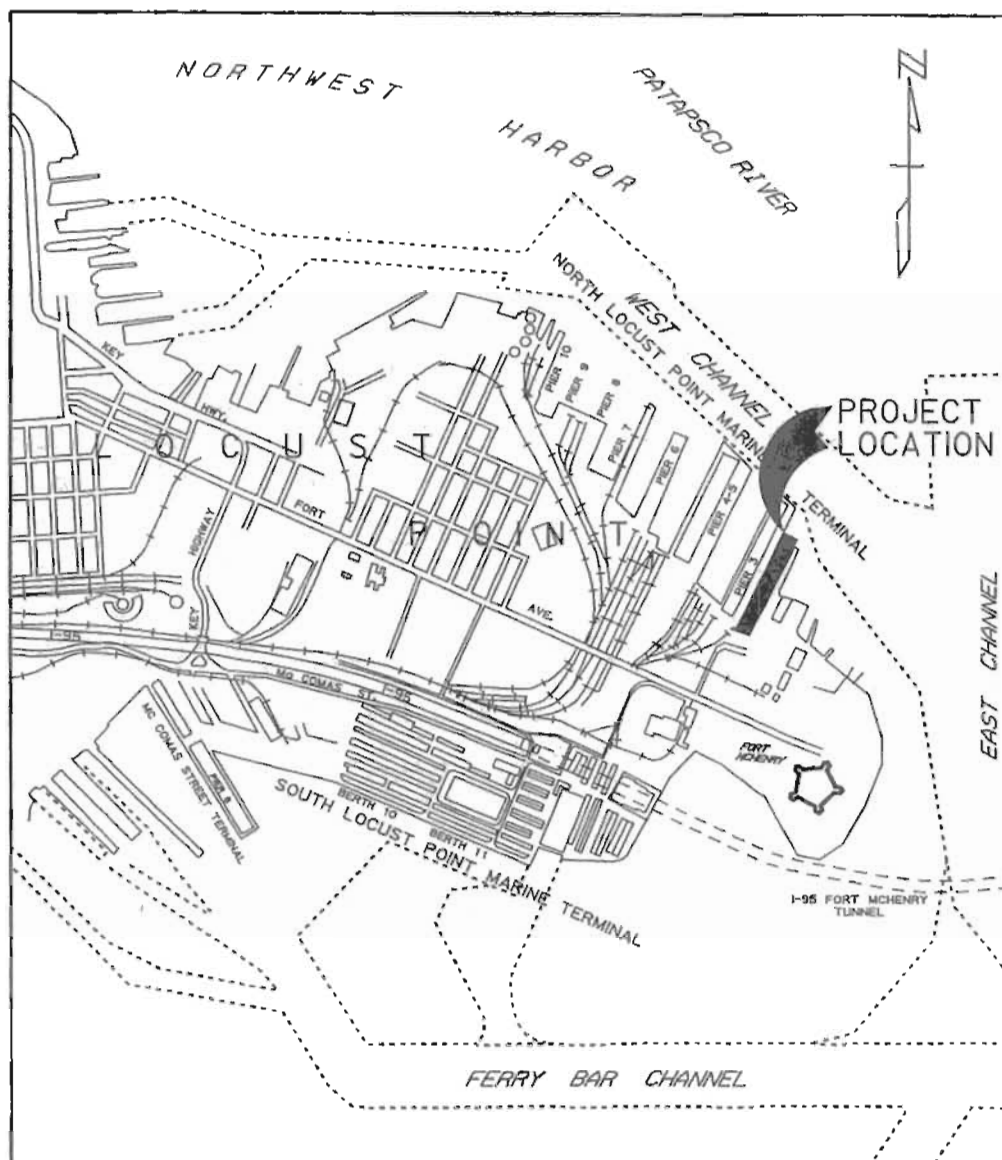 NORTHWEST
HARBOR
PATAPSCO RIVER
N
WEST CHANNEL
NORTH LOCUST POINT MARINE
TERMINAL
PROJECT
LOCATION
KEY
HWY.
PIER 10
PIER 9
PIER 8
PIER 7
PIER 6
PIER 4-5
PIER 3
LOCUST
POINT
FORT
AVE.
KEY
HIGHWAY
I-95
I-95
Mc COMAS ST.
EAST CHANNEL
FORT
MCHENRY
MC COMAS STREET TERMINAL
BERTH 10
BERTH 11
SOUTH LOCUST POINT MARINE TERMINAL
I-95 FORT MCHENRY
TUNNEL
FERRY BAR CHANNEL